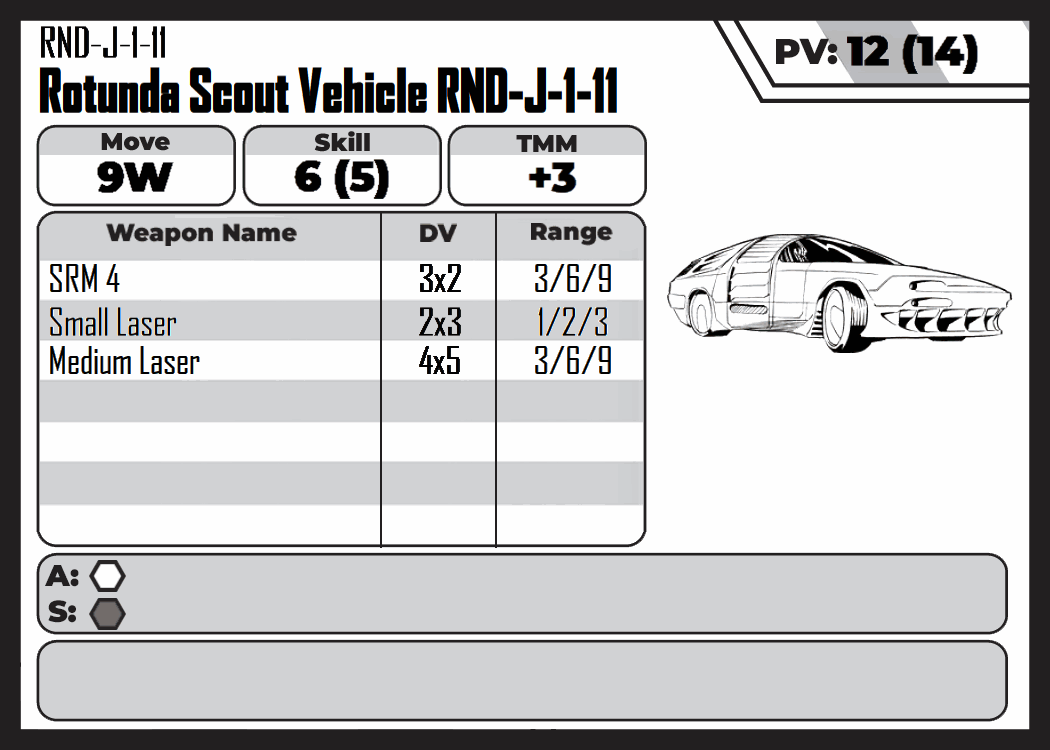 RND-J-1-11
Rotunda Scout Vehicle RND-J-1-11
PV: 12 (14)
Move Skill TMM
9W 6 (5) +3
Weapon Name DV Range
SRM 4 3x2 3/6/9
Small Laser 2x3 1/2/3
Medium Laser 4x5 3/6/9
A:
S: